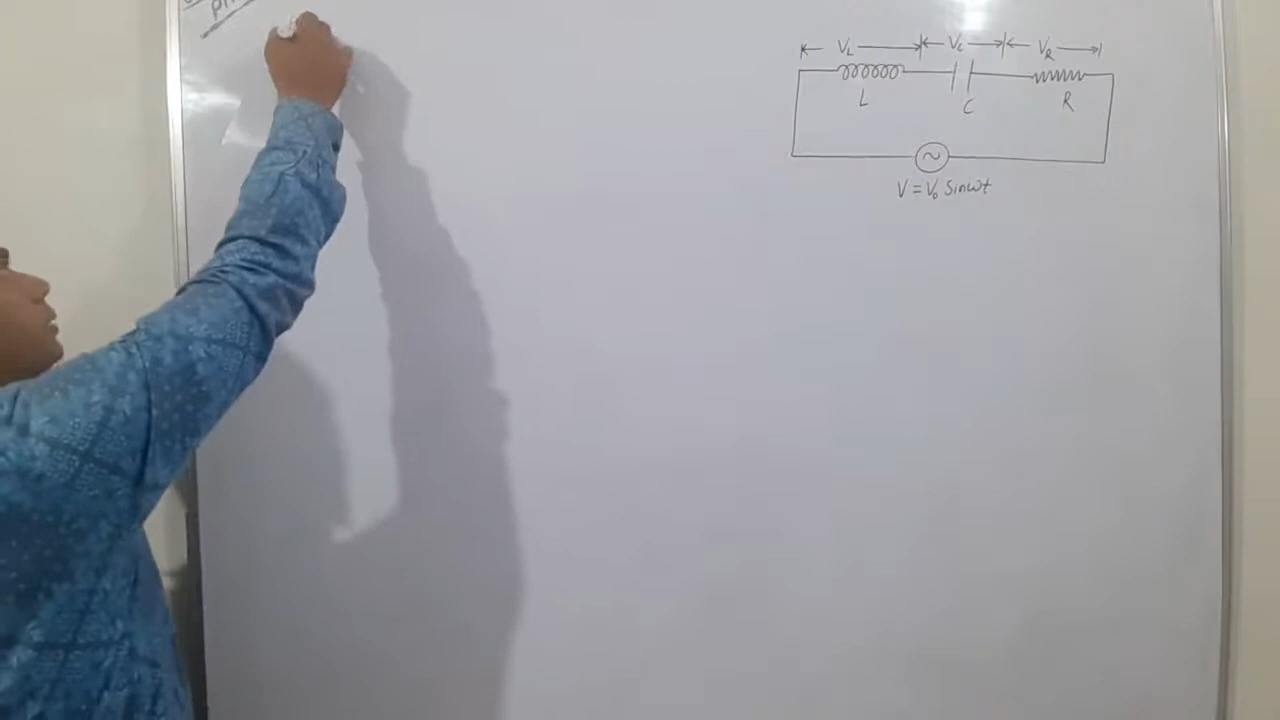 V_L V_C V_R
L C R
V = V₀ Sinωt